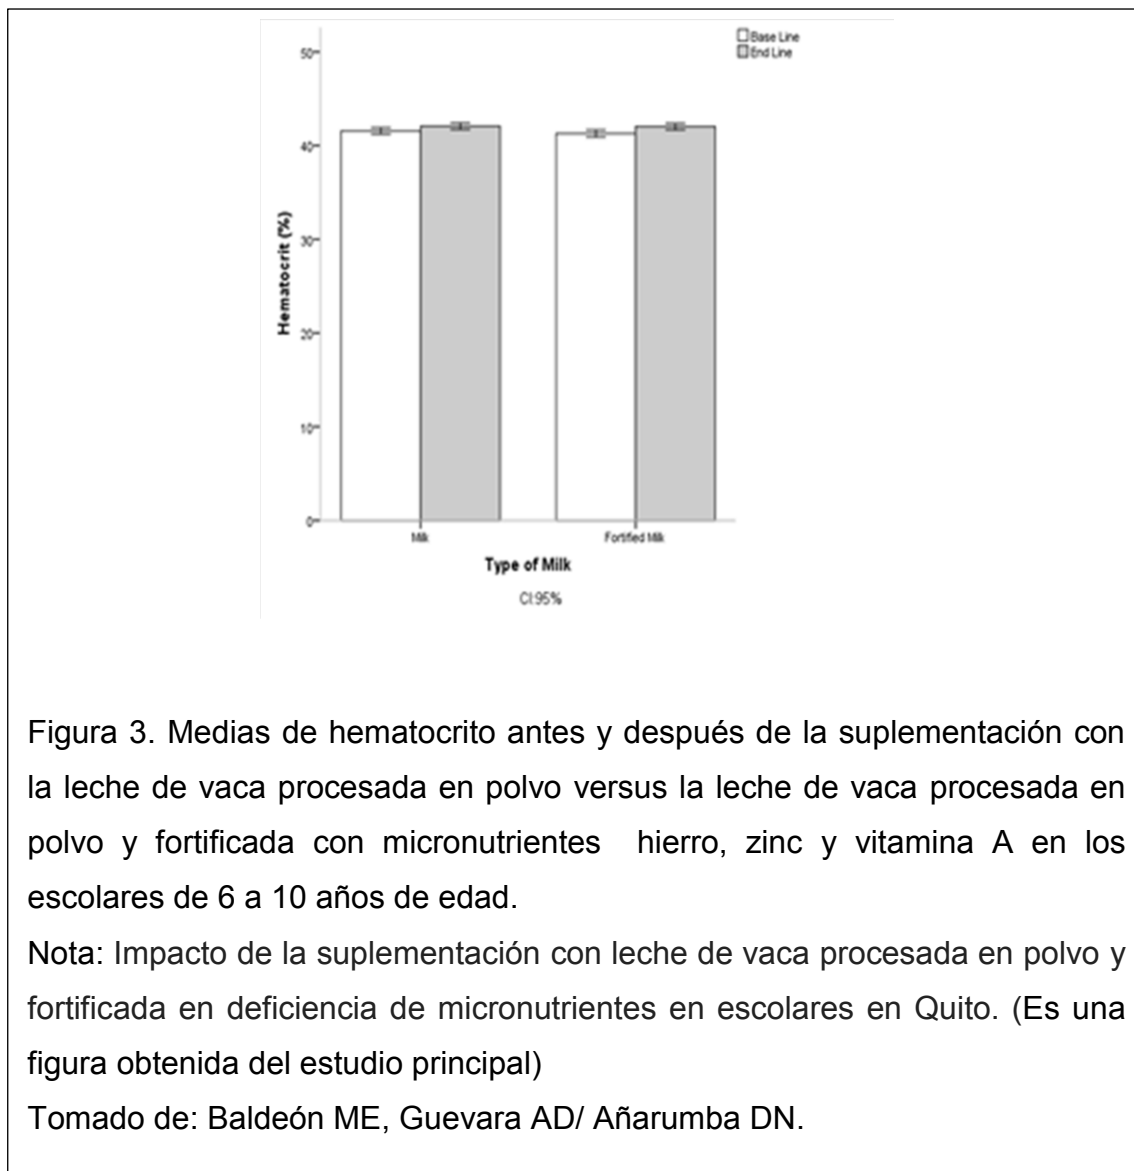 Base Line
End Line
50
40
30
20
10
0
Hematocrit (%)
Milk
Fortified Milk
Type of Milk
CI:95%
Figura 3. Medias de hematocrito antes y después de la suplementación con
la leche de vaca procesada en polvo versus la leche de vaca procesada en
polvo y fortificada con micronutrientes hierro, zinc y vitamina A en los
escolares de 6 a 10 años de edad.
Nota: Impacto de la suplementación con leche de vaca procesada en polvo y
fortificada en deficiencia de micronutrientes en escolares en Quito. (Es una
figura obtenida del estudio principal)
Tomado de: Baldeón ME, Guevara AD/ Añarumba DN.